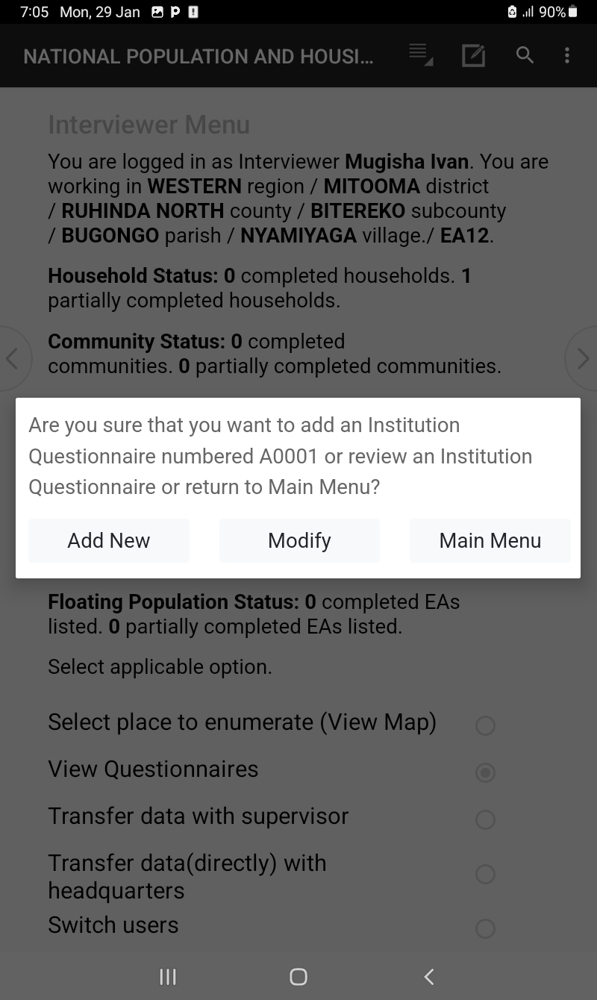 7:05 Mon, 29 Jan
90%
NATIONAL POPULATION AND HOUSI...
Interviewer Menu
You are logged in as Interviewer Mugisha Ivan. You are
working in WESTERN region / MITOOMA district
/ RUHINDA NORTH county / BITEREKO subcounty
/ BUGONGO parish / NYAMIYAGA village./ EA12.
Household Status: 0 completed households. 1
partially completed households.
Community Status: 0 completed
communities. 0 partially completed communities.
Are you sure that you want to add an Institution
Questionnaire numbered A0001 or review an Institution
Questionnaire or return to Main Menu?
Add New Modify Main Menu
Floating Population Status: 0 completed EAs
listed. 0 partially completed EAs listed.
Select applicable option.
Select place to enumerate (View Map)
View Questionnaires
Transfer data with supervisor
Transfer data(directly) with
headquarters
Switch users